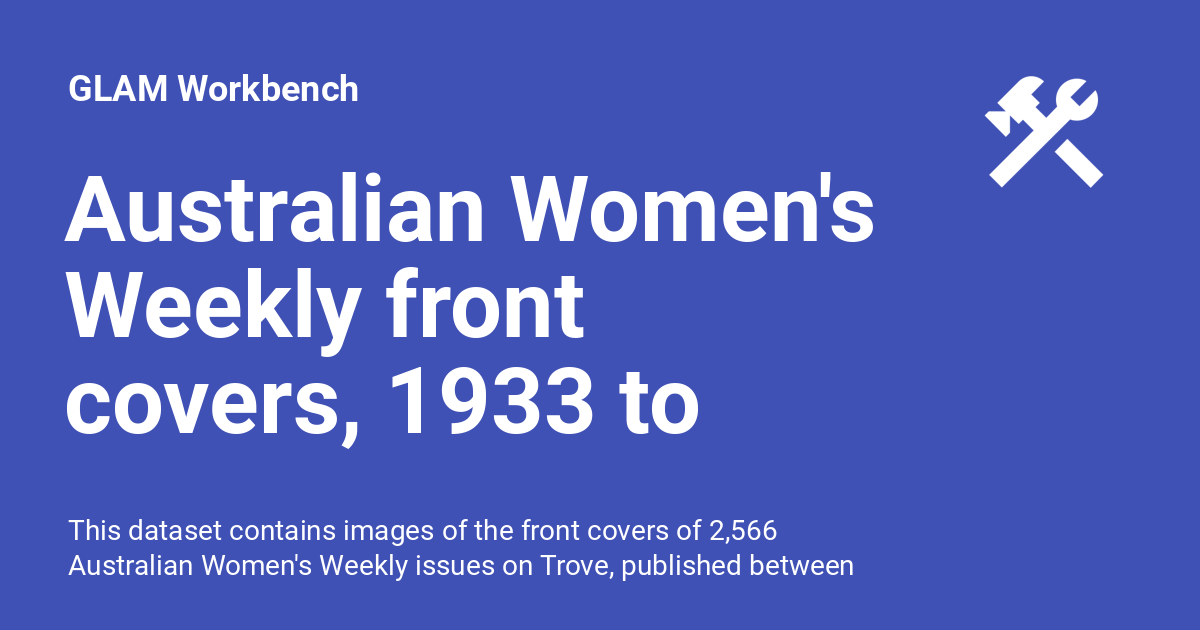 GLAM Workbench
Australian Women's
Weekly front
covers, 1933 to
This dataset contains images of the front covers of 2,566
Australian Women's Weekly issues on Trove, published between